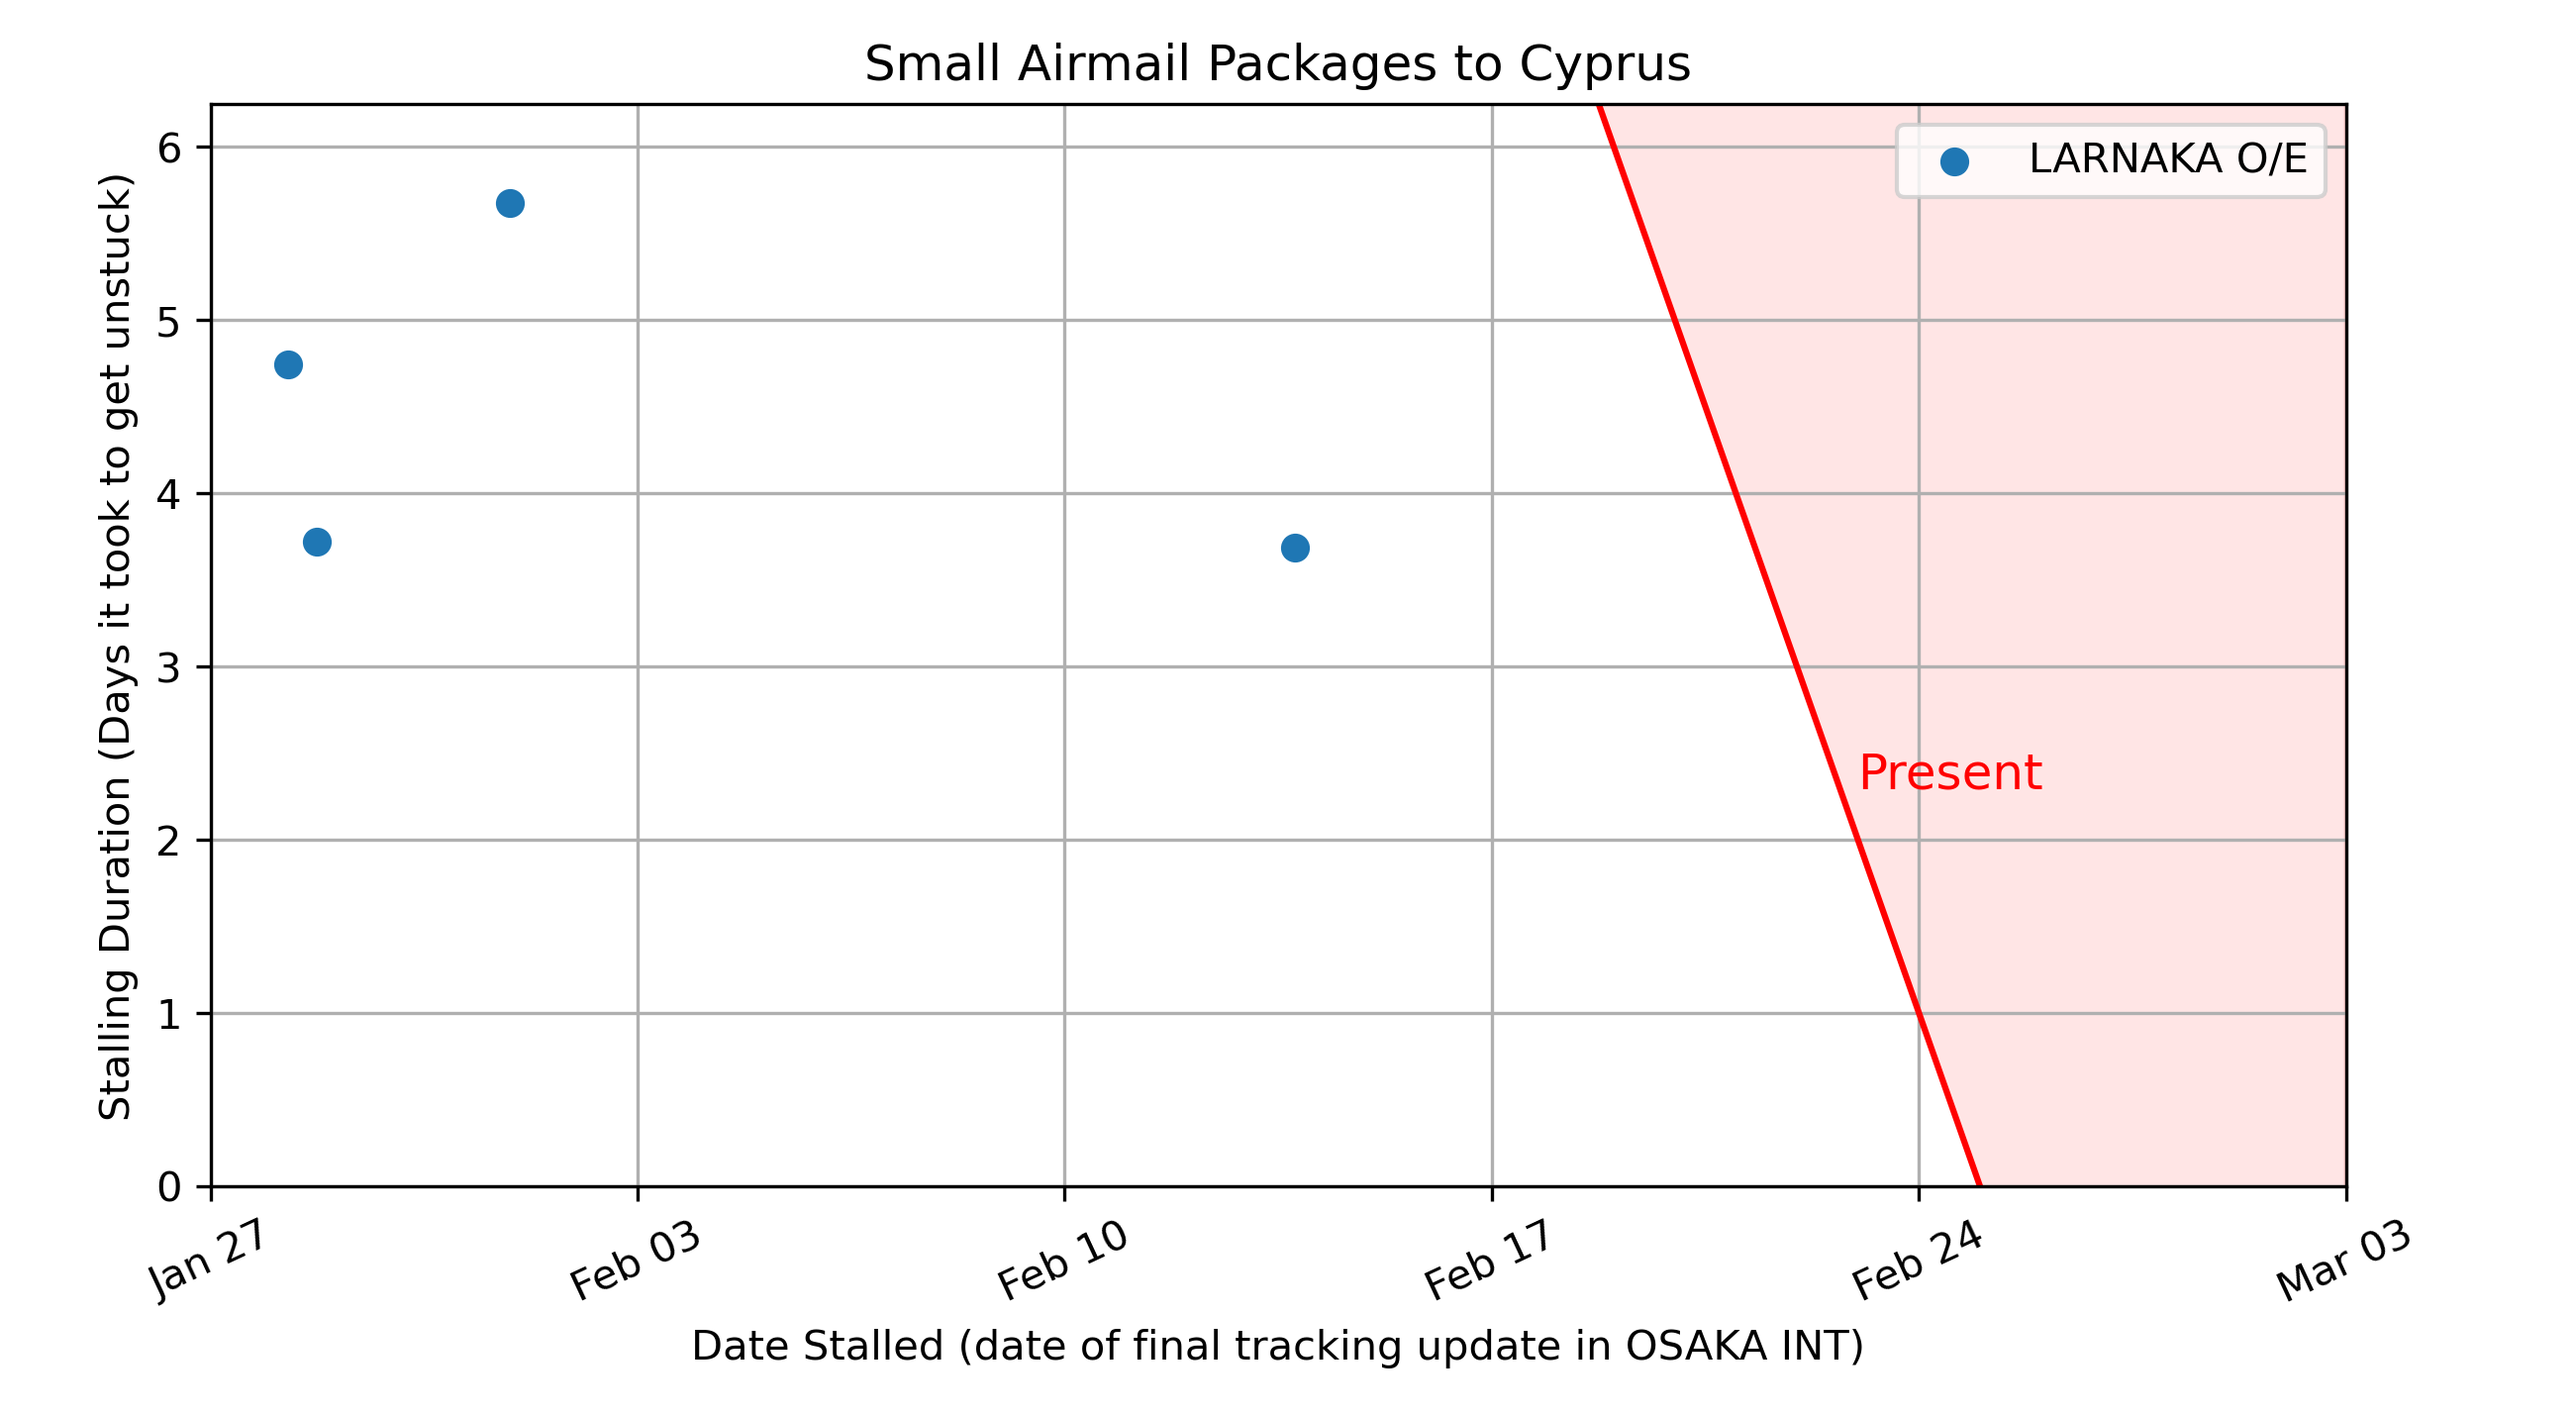 Small Airmail Packages to Cyprus
LARNAKA O/E
Present
Stalling Duration (Days it took to get unstuck)
6
5
4
3
2
1
0
Jan 27
Feb 03
Feb 10
Feb 17
Feb 24
Mar 03
Date Stalled (date of final tracking update in OSAKA INT)